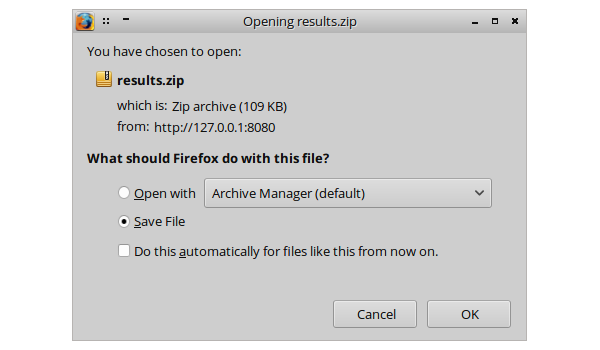 Opening results.zip
You have chosen to open:
results.zip
which is: Zip archive (109 KB)
from: http://127.0.0.1:8080
What should Firefox do with this file?
Open with Archive Manager (default)
Save File
Do this automatically for files like this from now on.
Cancel OK